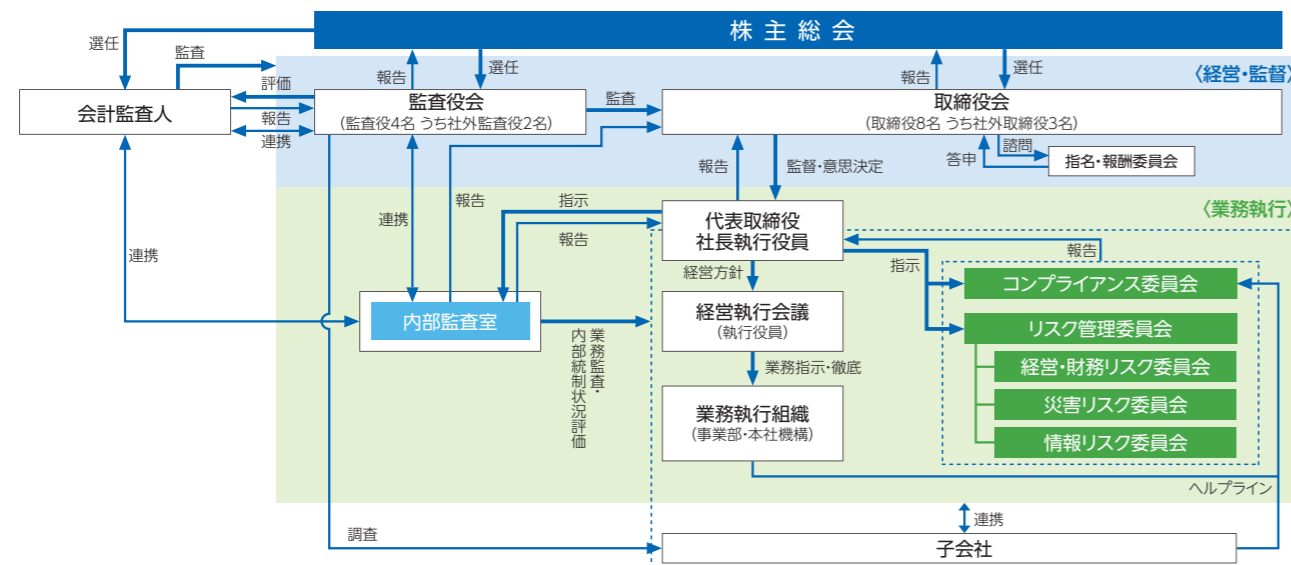 株主総会
選任
監査
報告
選任
報告
選任
〈経営・監督〉
評価
会計監査人
報告
連携
監査役会
(監査役4名 うち社外監査役2名)
監査
取締役会
(取締役8名 うち社外取締役3名)
答申
諮問
指名・報酬委員会
報告
監督・意思決定
連携
報告
指示
報告
代表取締役
社長執行役員
〈業務執行〉
連携
経営方針
指示
報告
コンプライアンス委員会
内部監査室
経営執行会議
(執行役員)
リスク管理委員会
業務監査・
内部統制状況評価
業務指示・徹底
経営・財務リスク委員会
業務執行組織
(事業部・本社機構)
災害リスク委員会
情報リスク委員会
ヘルプライン
連携
調査
子会社